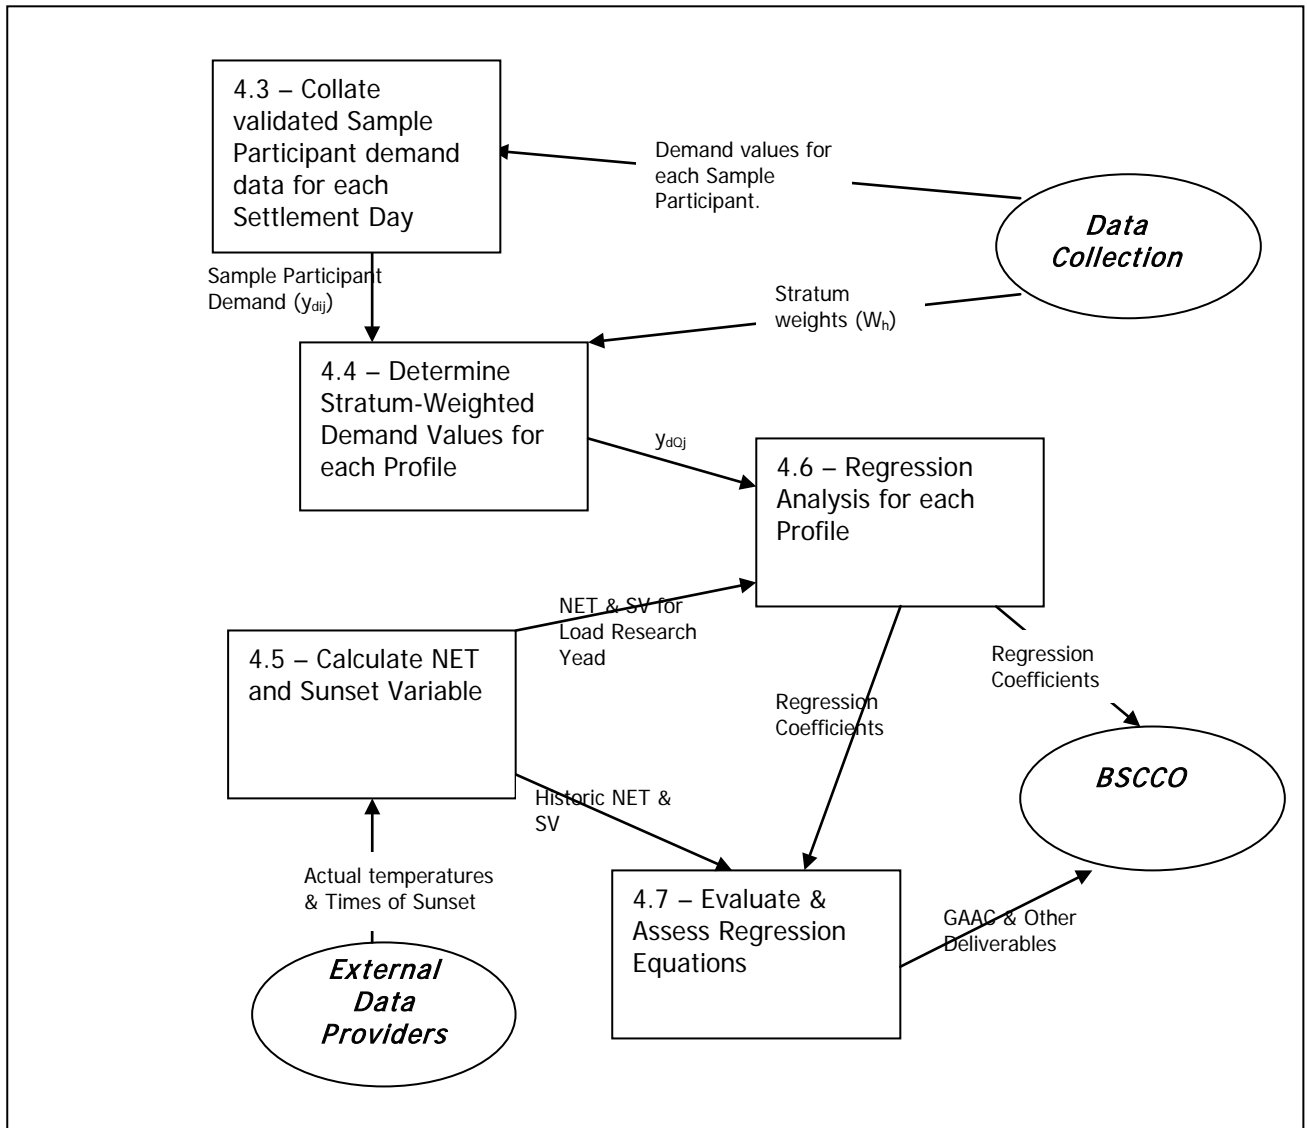 4.3 – Collate
validated Sample
Participant demand
data for each
Settlement Day
Demand values for
each Sample
Participant.
Data
Collection
Sample Participant
Demand (ydij)
Stratum
weights (Wh)
4.4 – Determine
Stratum-Weighted
Demand Values for
each Profile
ydQj
4.6 – Regression
Analysis for each
Profile
NET & SV for
Load Research
Yead
4.5 – Calculate NET
and Sunset Variable
Regression
Coefficients
Regression
Coefficients
BSCCO
Historic NET &
SV
Actual temperatures
& Times of Sunset
4.7 – Evaluate &
Assess Regression
Equations
GAAC & Other
Deliverables
External
Data
Providers